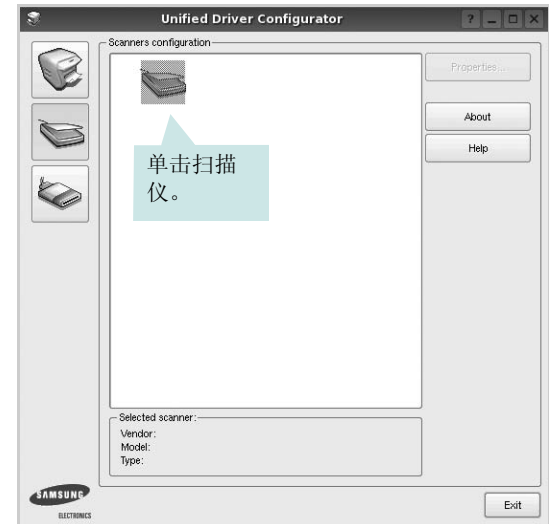 Unified Driver Configurator
Scanners configuration
Properties...
About
Help
单击扫描
仪。
Selected scanner:
Vendor:
Model:
Type:
SAMSUNG
ELECTRONICS
Exit